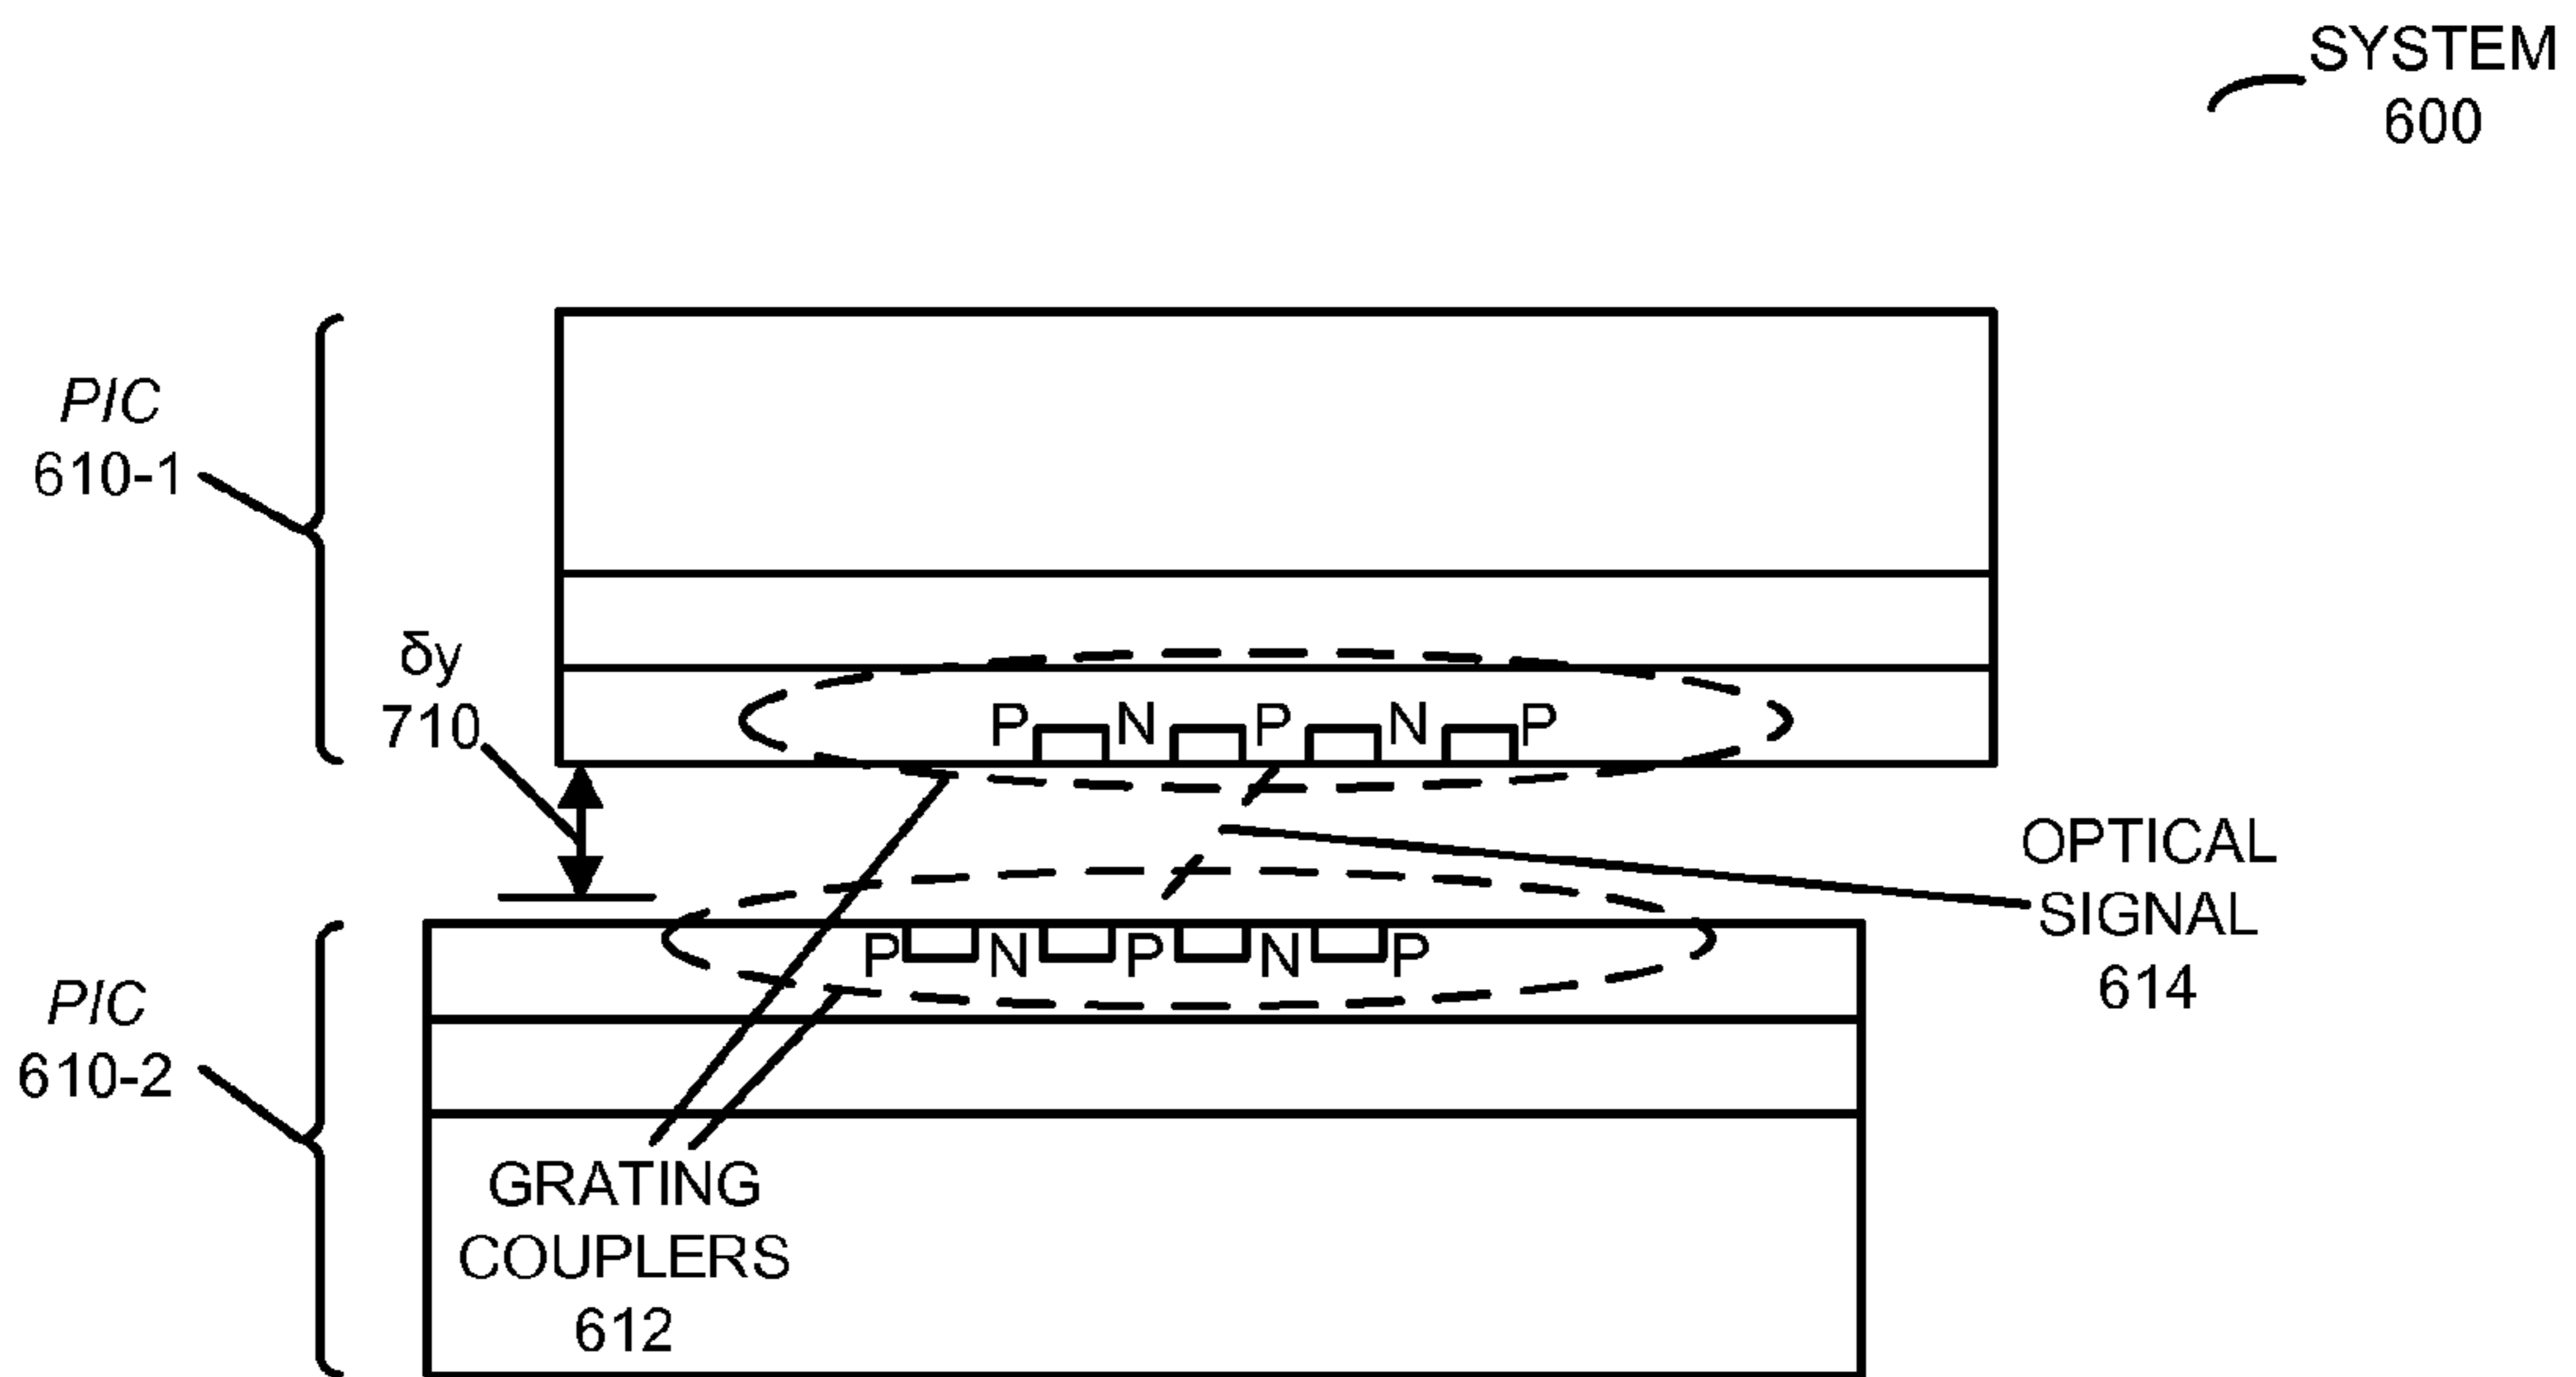 SYSTEM
600
PIC
610-1
δy
710
P N P N P
OPTICAL
SIGNAL
614
P N P N P
PIC
610-2
GRATING
COUPLERS
612